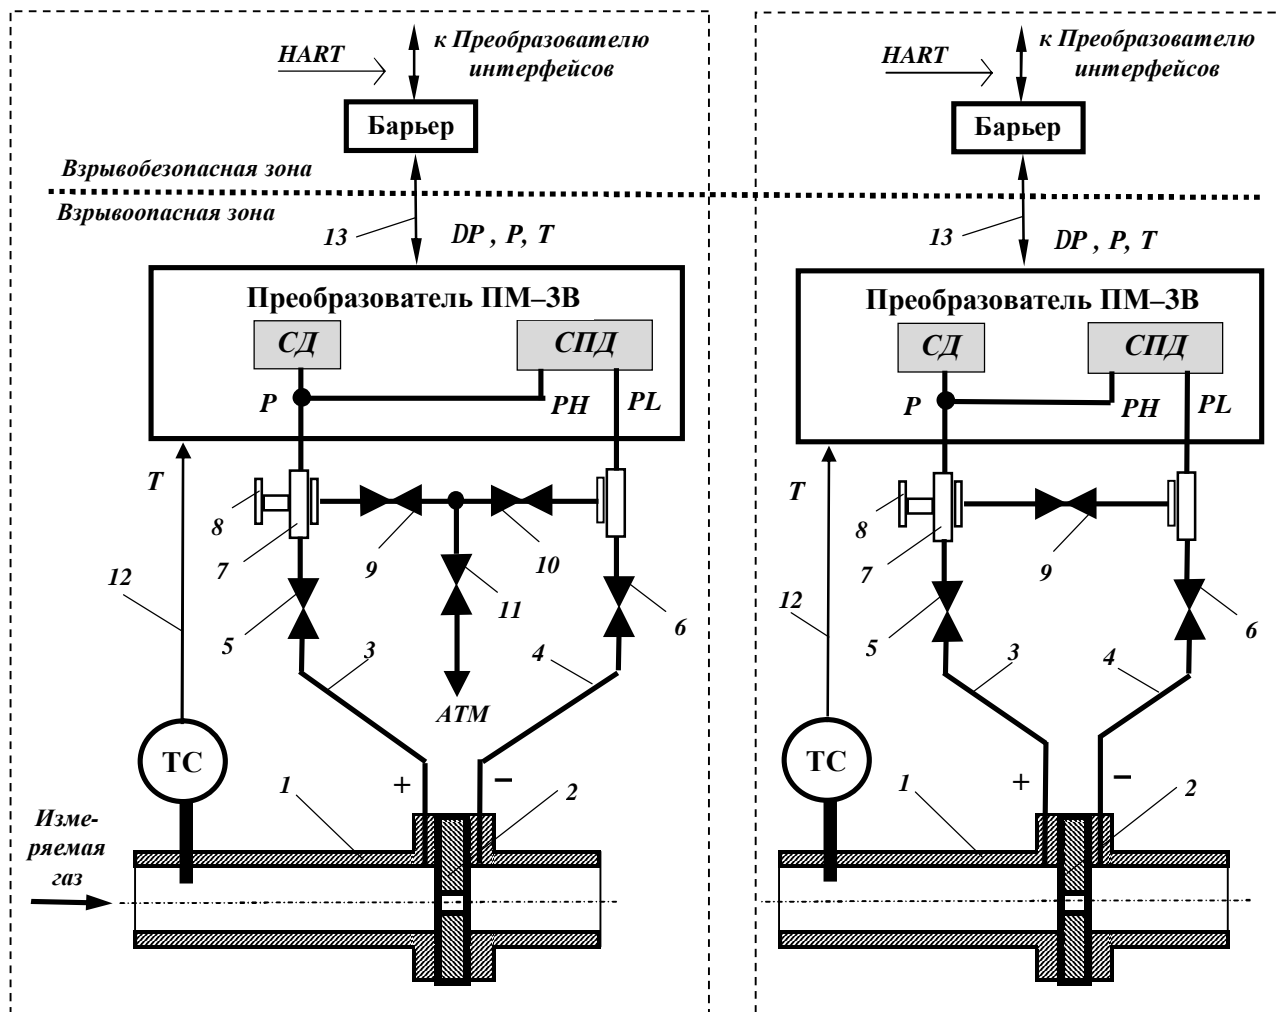 HART
к Преобразователю
интерфейсов
Барьер
Взрывобезопасная зона
Взрывоопасная зона
13
DP , P, T
Преобразователь ПМ–3В
СД
СПД
P
PH
PL
T
8
7
9
10
11
12
5
6
3
4
АТМ
ТС
+
–
1
2
Изме-
ряемая
газ
HART
к Преобразователю
интерфейсов
Барьер
13
DP , P, T
Преобразователь ПМ–3В
СД
СПД
P
PH
PL
T
8
7
9
12
5
6
3
4
ТС
+
–
1
2